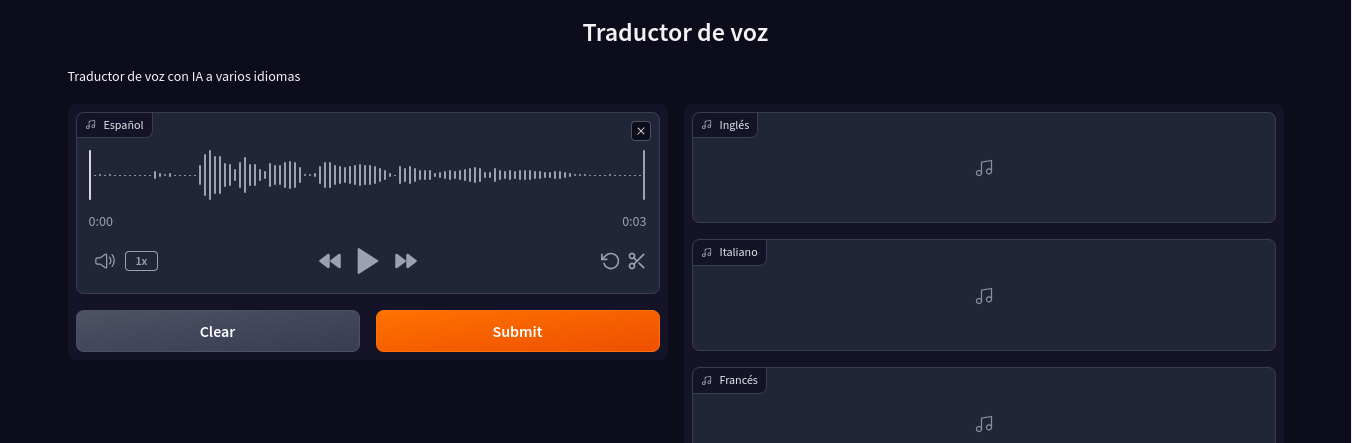 Traductor de voz
Traductor de voz con IA a varios idiomas
Español
0:00 0:03
1x
Clear Submit
Inglés
Italiano
Francés